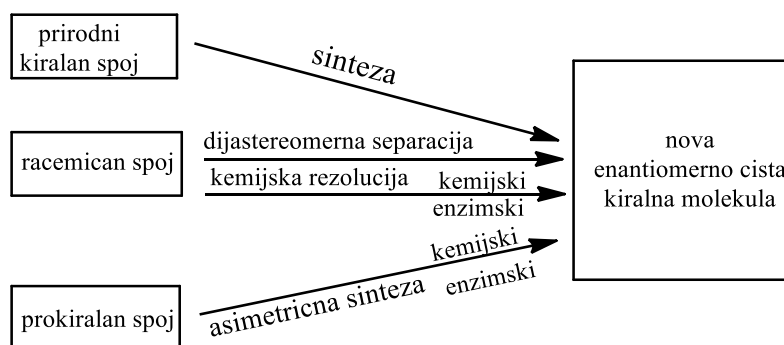 prirodni
kiralan spoj
sinteza
racemican spoj
dijastereomerna separacija
kemijska rezolucija kemijski
enzimski
prokiralan spoj
asimetricna sinteza
kemijski
enzimski
nova
enantiomerno cista
kiralna molekula